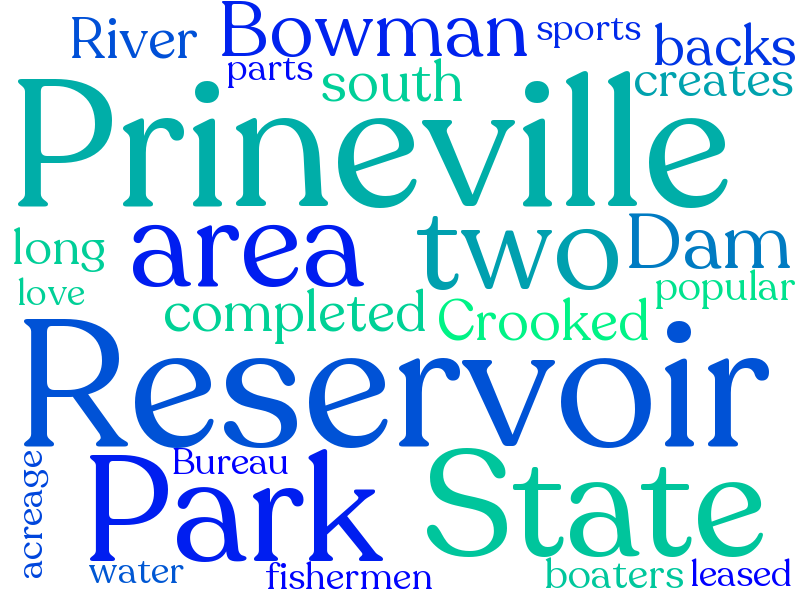 River Bowman sports backs
parts south creates
Prineville
long area two Dam
love completed Crooked popular
Reservoir
acreage Park Bureau State
water fishermen boaters leased